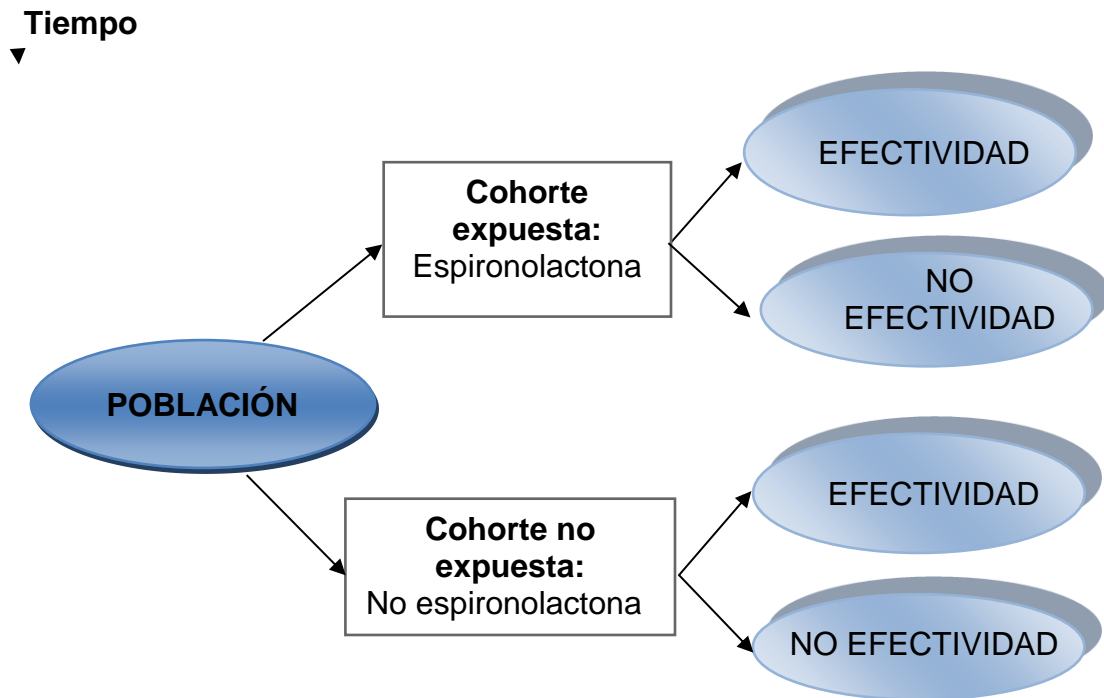 Tiempo
Cohorte
expuesta:
Espironolactona
EFECTIVIDAD
NO
EFECTIVIDAD
POBLACIÓN
Cohorte no
expuesta:
No espironolactona
EFECTIVIDAD
NO EFECTIVIDAD